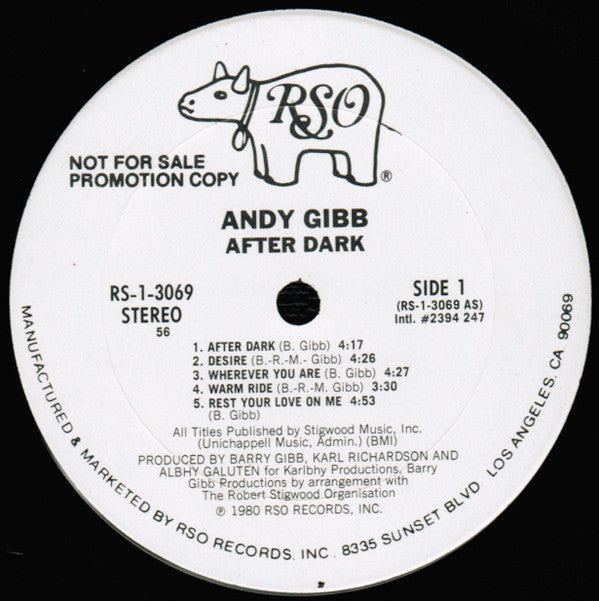 RSO
®
NOT FOR SALE
PROMOTION COPY
ANDY GIBB
AFTER DARK
RS-1-3069
STEREO
56
SIDE 1
(RS-1-3069 AS)
Intl. #2394 247
1. AFTER DARK (B. Gibb) 4:17
2. DESIRE (B.-R.-M.- Gibb) 4:26
3. WHEREVER YOU ARE (B. Gibb) 4:27
4. WARM RIDE (B.-R.-M. Gibb) 3:30
5. REST YOUR LOVE ON ME 4:53
(B. Gibb)
All Titles Published by Stigwood Music, Inc.
(Unichappell Music, Admin.) (BMI)
PRODUCED BY BARRY GIBB, KARL RICHARDSON AND
ALBHY GALUTEN for Karlbhy Productions, Barry
Gibb Productions by arrangement with
The Robert Stigwood Organisation
℗ 1980 RSO RECORDS, INC.
MANUFACTURED & MARKETED BY RSO RECORDS, INC. 8335 SUNSET BLVD LOS ANGELES, CA 90069